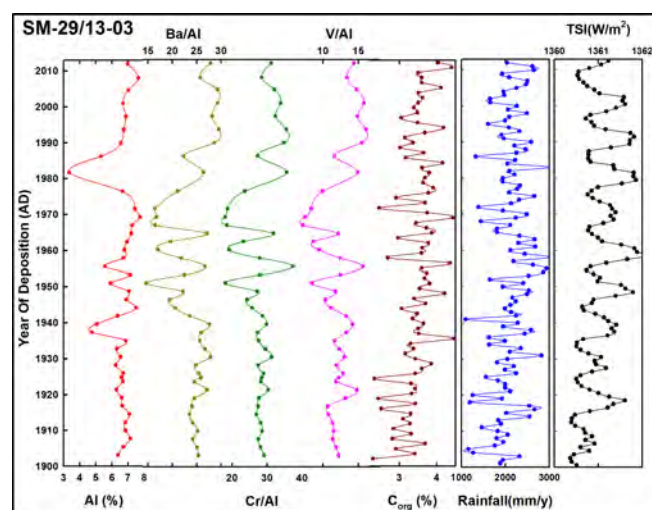 SM-29/13-03
Ba/Al
V/Al
TSI(W/m²)
15 20 25 30
10 15
1360 1361 1362
Year Of Deposition (AD)
2010
2000
1990
1980
1970
1960
1950
1940
1930
1920
1910
1900
3 4 5 6 7 8
20 30 40
3 4
1000 2000 3000
Al (%)
Cr/Al
Corg (%)
Rainfall(mm/y)